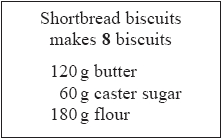 Shortbread biscuits
makes 8 biscuits
120 g butter
60 g caster sugar
180 g flour